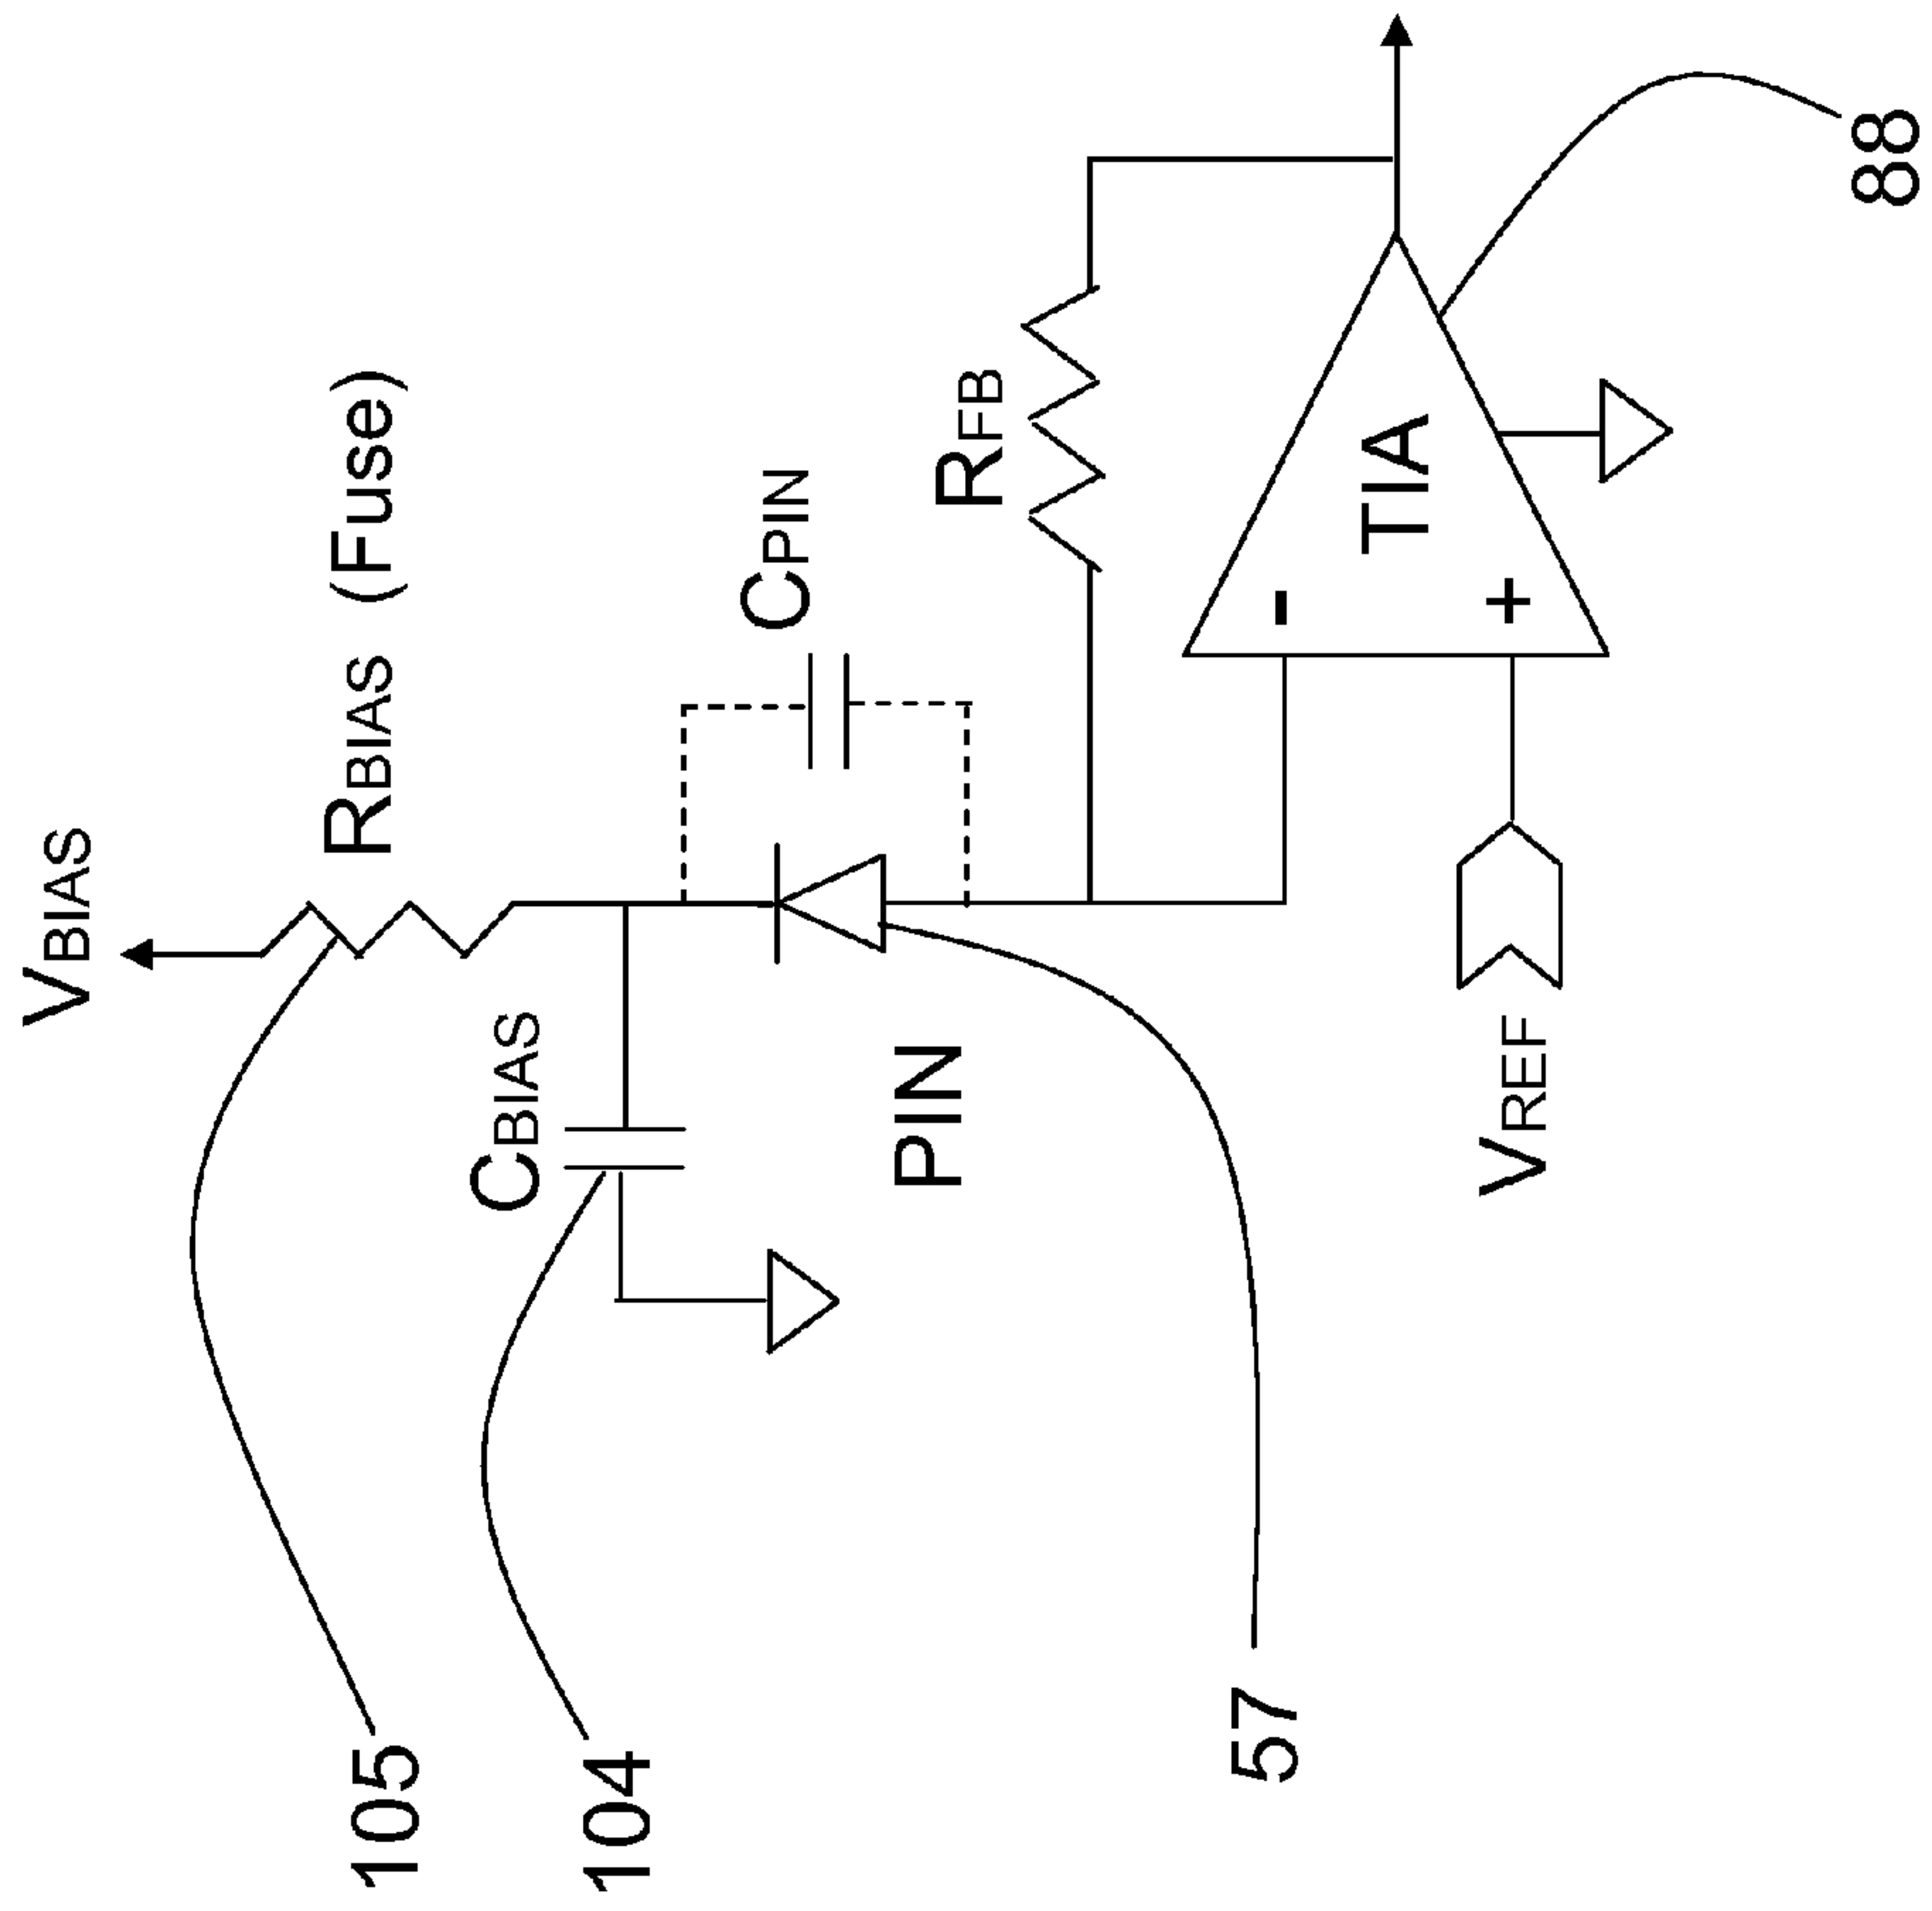 VBIAS
RBIAS (Fuse)
CBIAS
CPIN
PIN
RFB
TIA
-
+
VREF
105
104
57
88